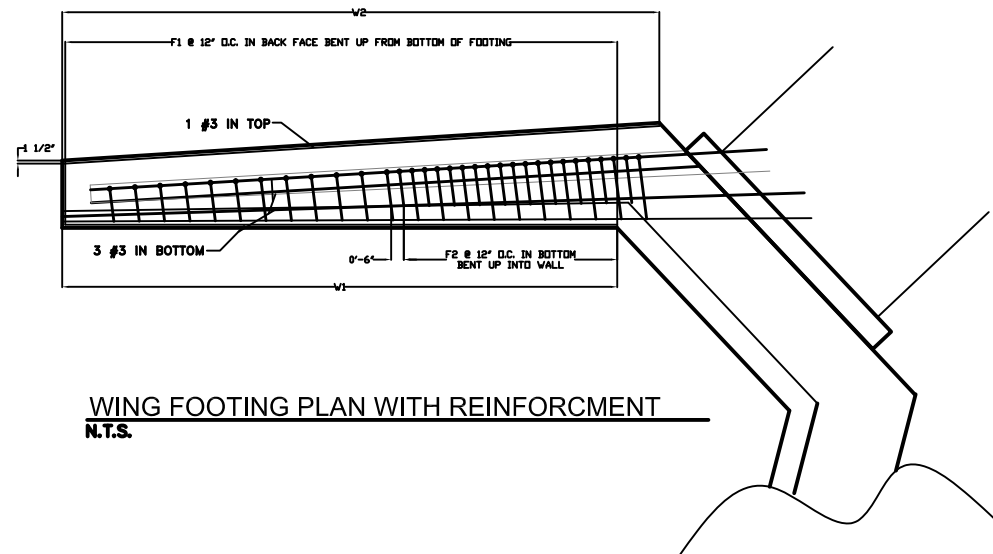 W2
F1 @ 12" O.C. IN BACK FACE BENT UP FROM BOTTOM OF FOOTING
1 #3 IN TOP
1 1/2"
3 #3 IN BOTTOM
0'-6"
F2 @ 12" O.C. IN BOTTOM
BENT UP INTO WALL
W1
WING FOOTING PLAN WITH REINFORCMENT
N.T.S.